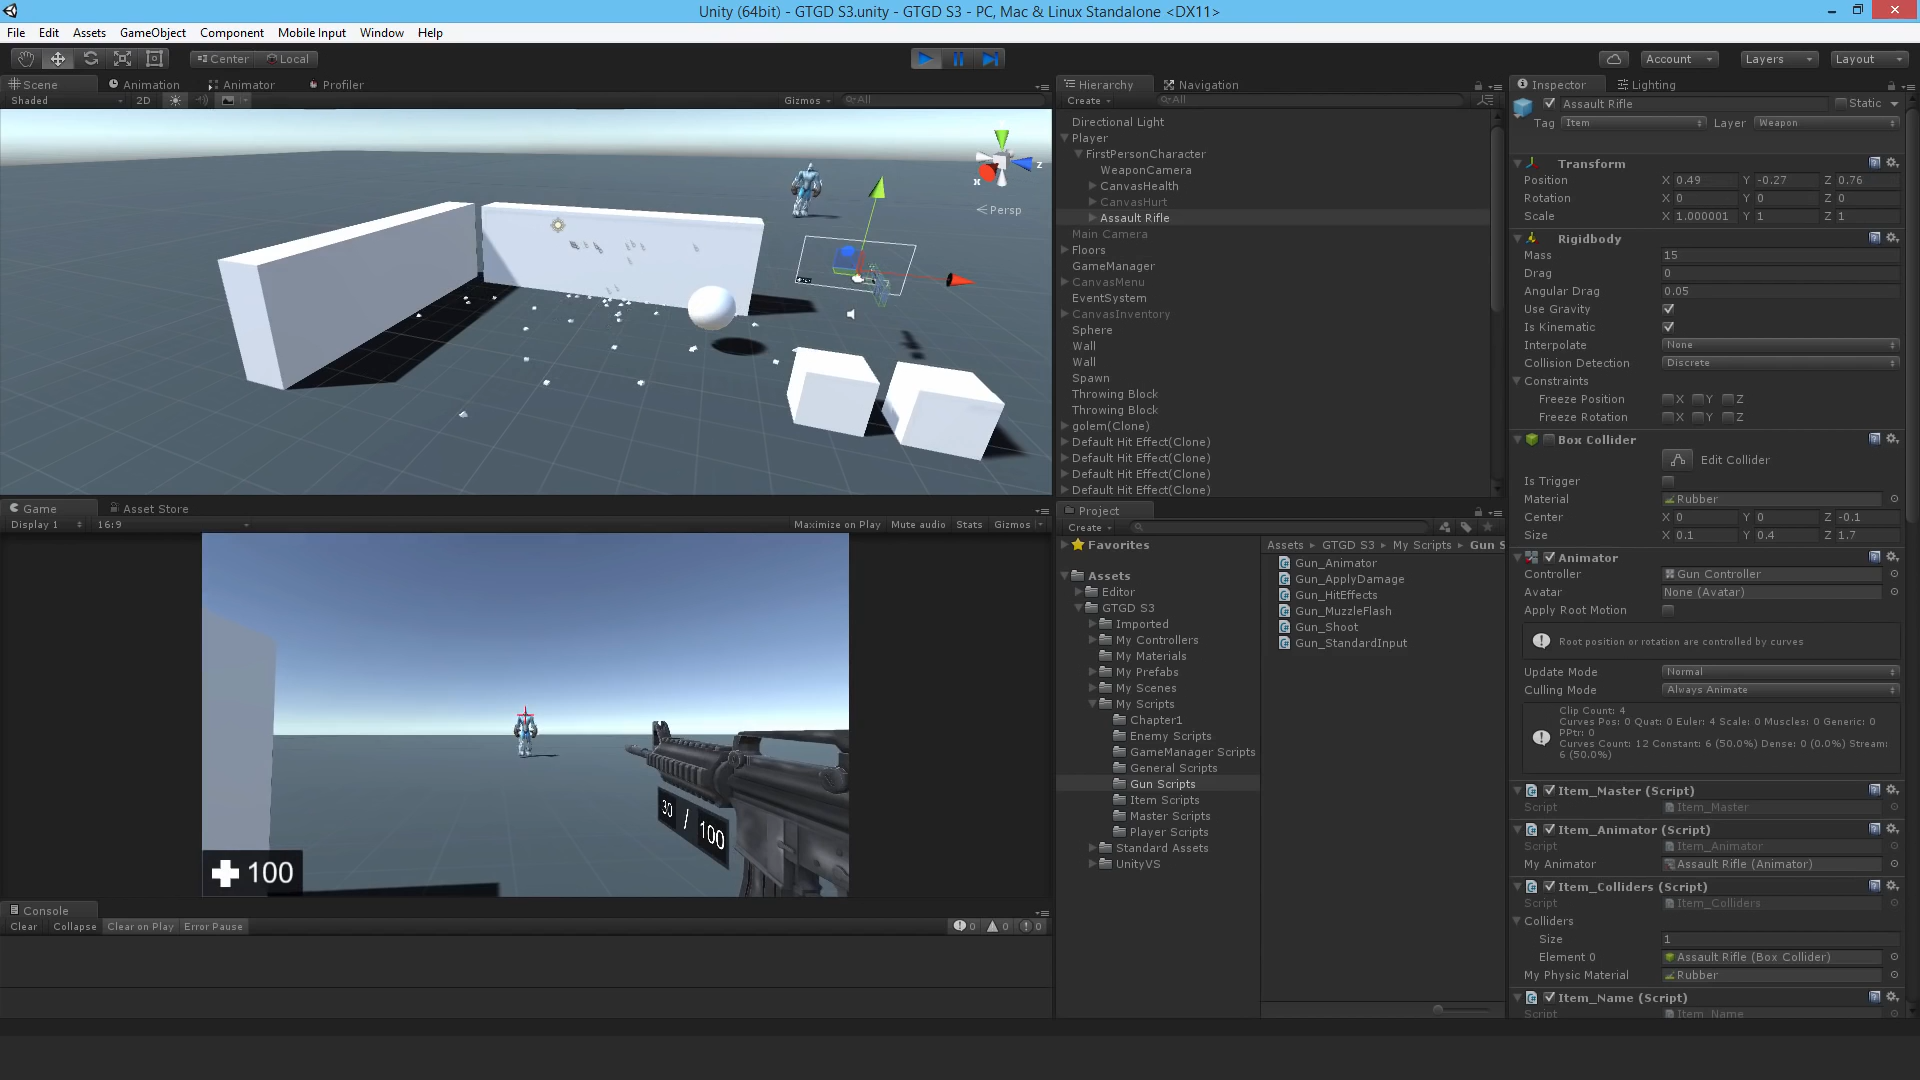 Unity (64bit) - GTGD S3.unity - GTGD S3 - PC, Mac & Linux Standalone <DX11>
File Edit Assets GameObject Component Mobile Input Window Help
Center Local
Account Layers Layout
Scene Animation Animator Profiler
Shaded 2D Gizmos All
z
x
Persp
Game Asset Store
Display 1 16:9 Maximize on Play Mute audio Stats Gizmos
30 / 100
100
Console
Clear Collapse Clear on Play Error Pause 0 0 0
Hierarchy Navigation
Create All
Directional Light
Player
FirstPersonCharacter
WeaponCamera
CanvasHealth
CanvasHurt
Assault Rifle
Main Camera
Floors
GameManager
CanvasMenu
EventSystem
CanvasInventory
Sphere
Wall
Wall
Spawn
Throwing Block
Throwing Block
golem(Clone)
Default Hit Effect(Clone)
Default Hit Effect(Clone)
Default Hit Effect(Clone)
Default Hit Effect(Clone)
Project
Create
Favorites
Assets
Editor
GTGD S3
Imported
My Controllers
My Materials
My Prefabs
My Scenes
My Scripts
Chapter1
Enemy Scripts
GameManager Scripts
General Scripts
Gun Scripts
Item Scripts
Master Scripts
Player Scripts
Standard Assets
UnityVS
Assets GTGD S3 My Scripts Gun S
Gun_Animator
Gun_ApplyDamage
Gun_HitEffects
Gun_MuzzleFlash
Gun_Shoot
Gun_StandardInput
Inspector Lighting
Assault Rifle Static
Tag Item Layer Weapon
Transform
Position X 0.49 Y -0.27 Z 0.76
Rotation X 0 Y 0 Z 0
Scale X 1.000001 Y 1 Z 1
Rigidbody
Mass 15
Drag 0
Angular Drag 0.05
Use Gravity
Is Kinematic
Interpolate None
Collision Detection Discrete
Constraints
Freeze Position X Y Z
Freeze Rotation X Y Z
Box Collider
Edit Collider
Is Trigger
Material Rubber
Center X 0 Y 0 Z -0.1
Size X 0.1 Y 0.4 Z 1.7
Animator
Controller Gun Controller
Avatar None (Avatar)
Apply Root Motion
Root position or rotation are controlled by curves
Update Mode Normal
Culling Mode Always Animate
Clip Count: 4
Curves Pos: 0 Quat: 0 Euler: 4 Scale: 0 Muscles: 0 Generic: 0
PPtr: 0
Curves Count: 12 Constant: 6 (50.0%) Dense: 0 (0.0%) Stream:
6 (50.0%)
Item_Master (Script)
Script Item_Master
Item_Animator (Script)
Script Item_Animator
My Animator Assault Rifle (Animator)
Item_Colliders (Script)
Script Item_Colliders
Colliders
Size 1
Element 0 Assault Rifle (Box Collider)
My Physic Material Rubber
Item_Name (Script)
Script Item_Name